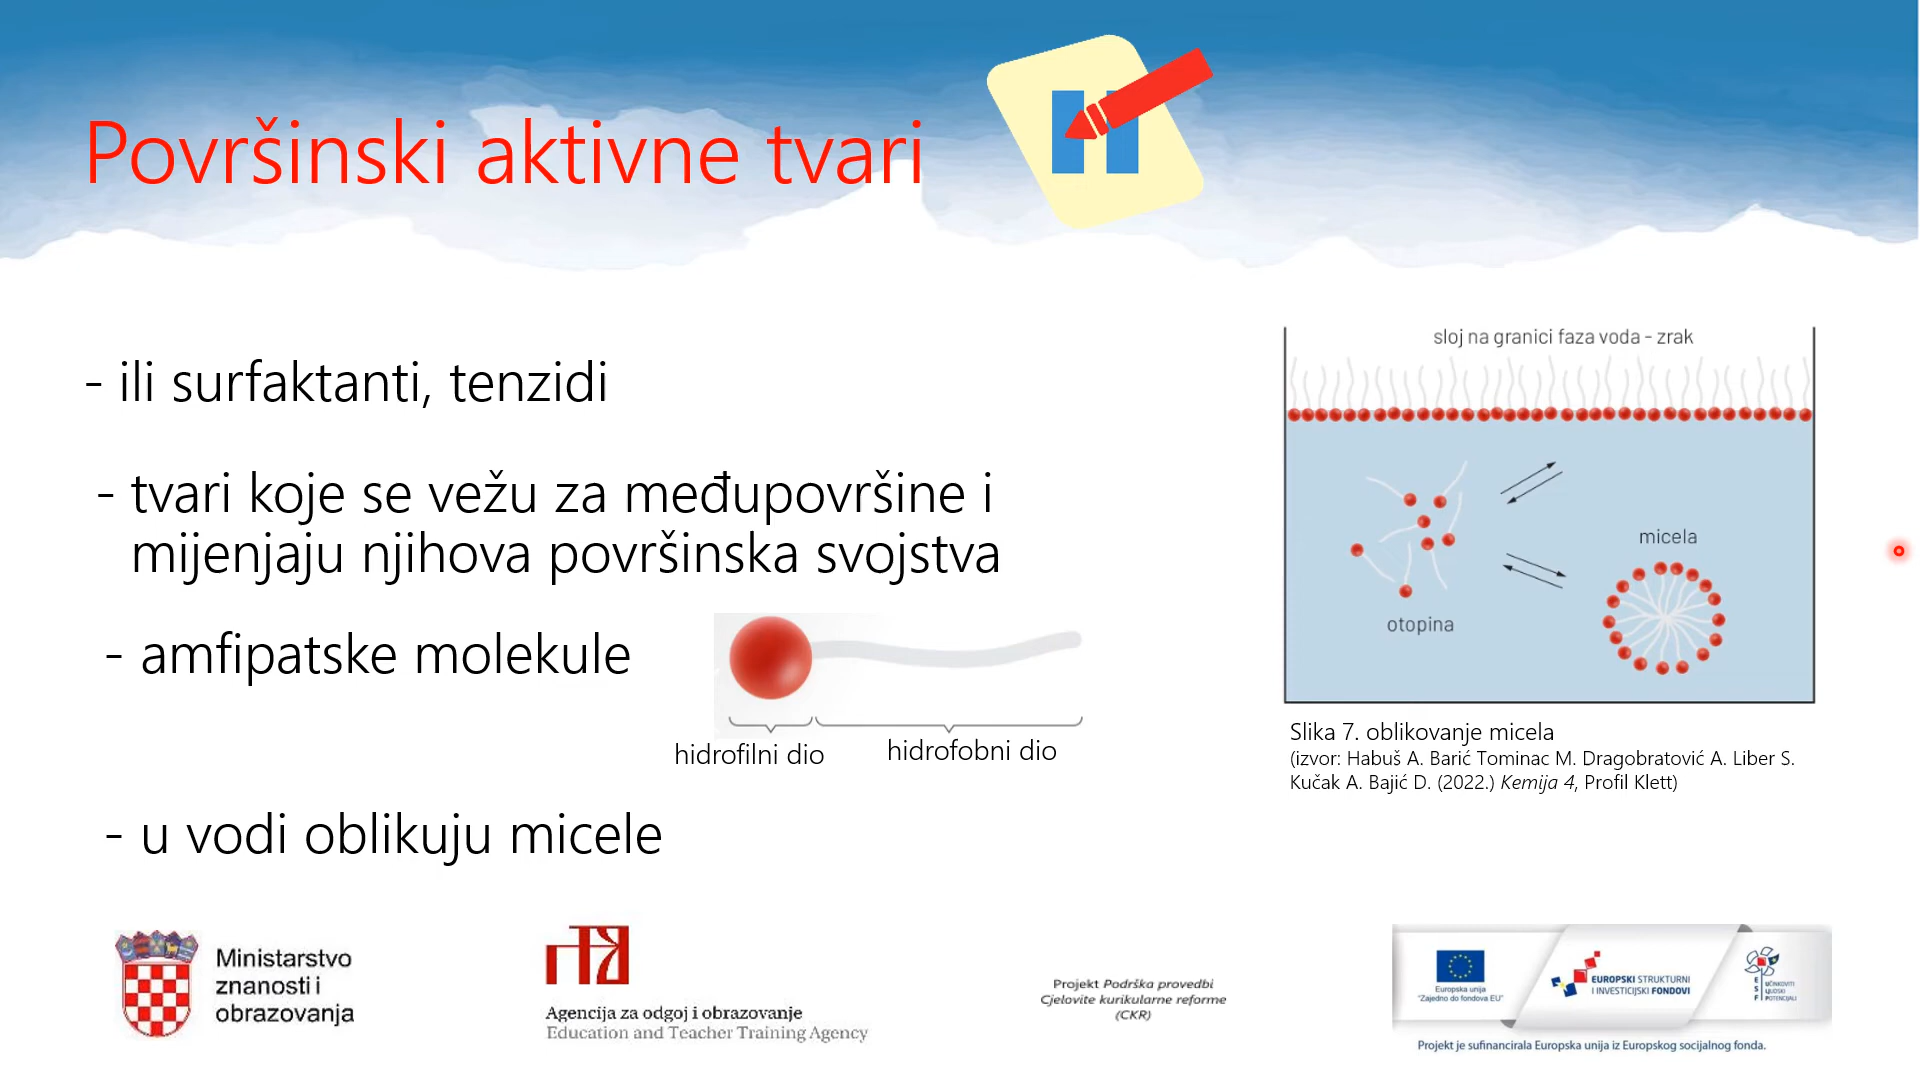 Površinski aktivne tvari
H
- ili surfaktanti, tenzidi
- tvari koje se vežu za međupovršine i
mijenjaju njihova površinska svojstva
- amfipatske molekule
hidrofilni dio
hidrofobni dio
- u vodi oblikuju micele
sloj na granici faza voda - zrak
micela
otopina
Slika 7. oblikovanje micela
(izvor: Habuš A. Barić Tominac M. Dragobratović A. Liber S.
Kučak A. Bajić D. (2022.) Kemija 4, Profil Klett)
Ministarstvo
znanosti i
obrazovanja
Agencija za odgoj i obrazovanje
Education and Teacher Training Agency
Projekt Podrška provedbi
Cjelovite kurikularne reforme
(CKR)
Europska unija
"Zajedno do fondova EU"
EUROPSKI STRUKTURNI
I INVESTICIJSKI FONDOVI
ESF
UČINKOVITI
LJUDSKI
POTENCIJALI
Projekt je sufinancirala Europska unija iz Europskog socijalnog fonda.